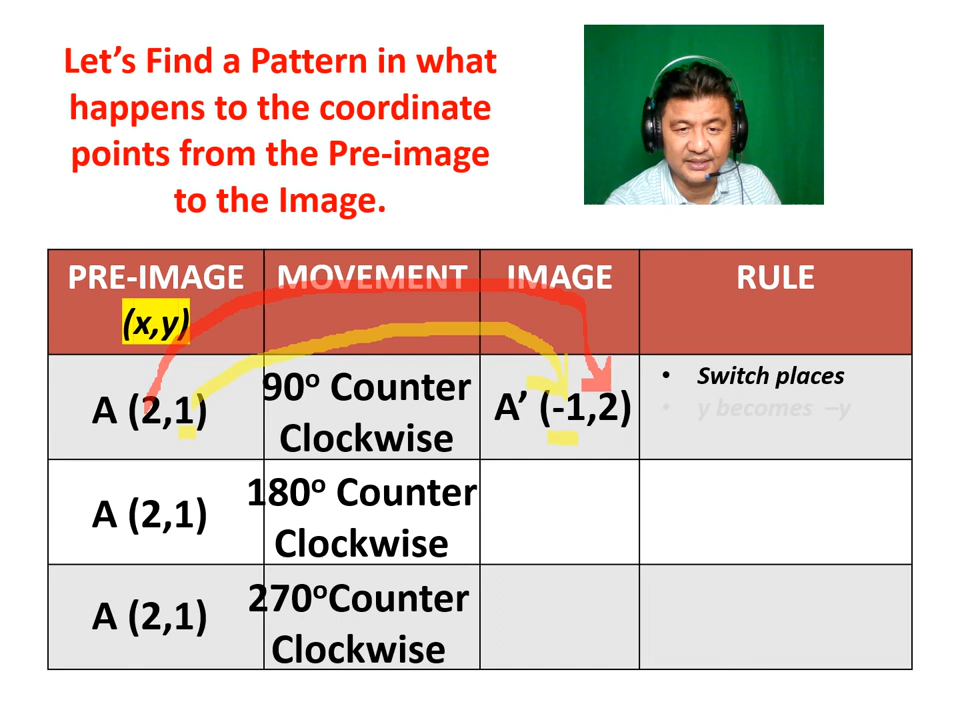 Let's Find a Pattern in what
happens to the coordinate
points from the Pre-image
to the Image.
PRE-IMAGE
(x,y)
MOVEMENT
IMAGE
RULE
A (2,1)
90° Counter
Clockwise
A' (-1,2)
• Switch places
• y becomes –y
A (2,1)
180° Counter
Clockwise
A (2,1)
270°Counter
Clockwise